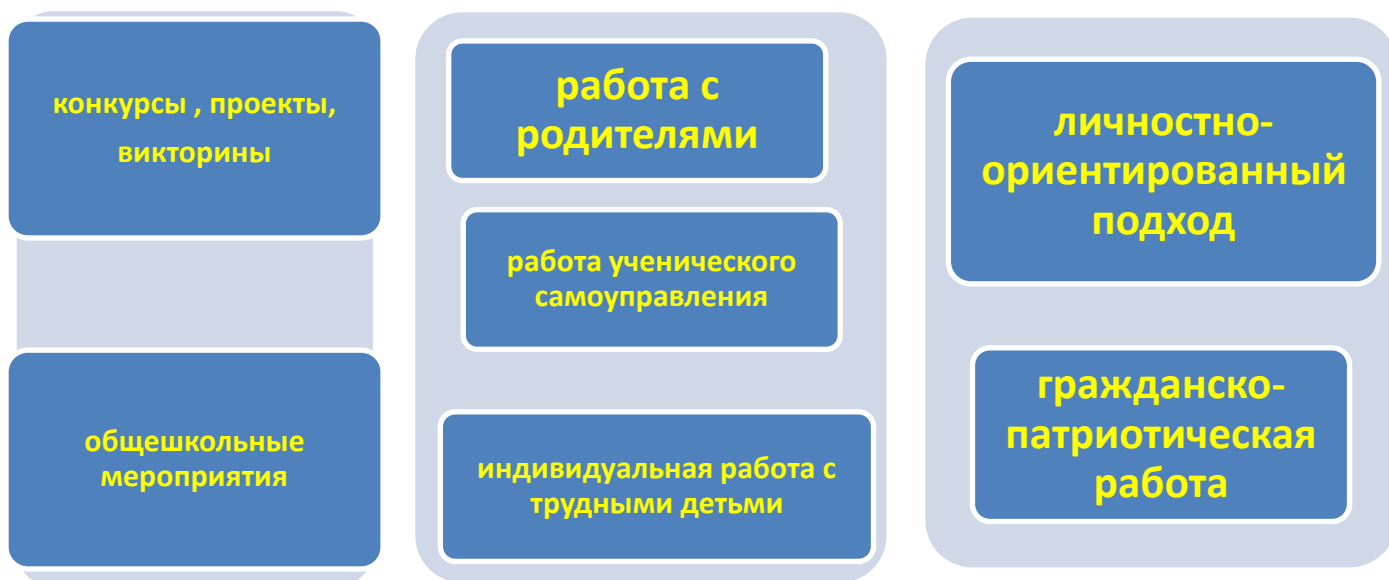 конкурсы , проекты,
викторины
общешкольные
мероприятия
работа с
родителями
работа ученического
самоуправления
индивидуальная работа с
трудными детьми
личностно-
ориентированный
подход
гражданско-
патриотическая
работа